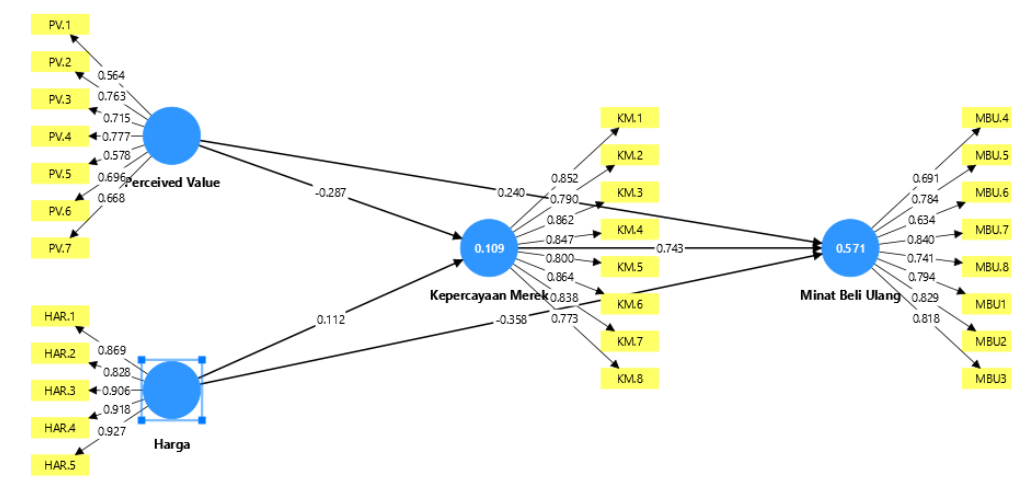 PV.1
PV.2
PV.3
PV.4
PV.5
PV.6
PV.7
0.564
0.763
0.715
0.777
0.578
0.696
0.668
Perceived Value
-0.287
0.240
HAR.1
HAR.2
HAR.3
HAR.4
HAR.5
0.869
0.828
0.906
0.918
0.927
Harga
0.112
-0.358
0.109
Kepercayaan Merek
KM.1
KM.2
KM.3
KM.4
KM.5
KM.6
KM.7
KM.8
0.852
0.790
0.862
0.847
0.800
0.864
0.838
0.773
0.743
0.571
Minat Beli Ulang
MBU.4
MBU.5
MBU.6
MBU.7
MBU.8
MBU1
MBU2
MBU3
0.691
0.784
0.634
0.840
0.741
0.794
0.829
0.818